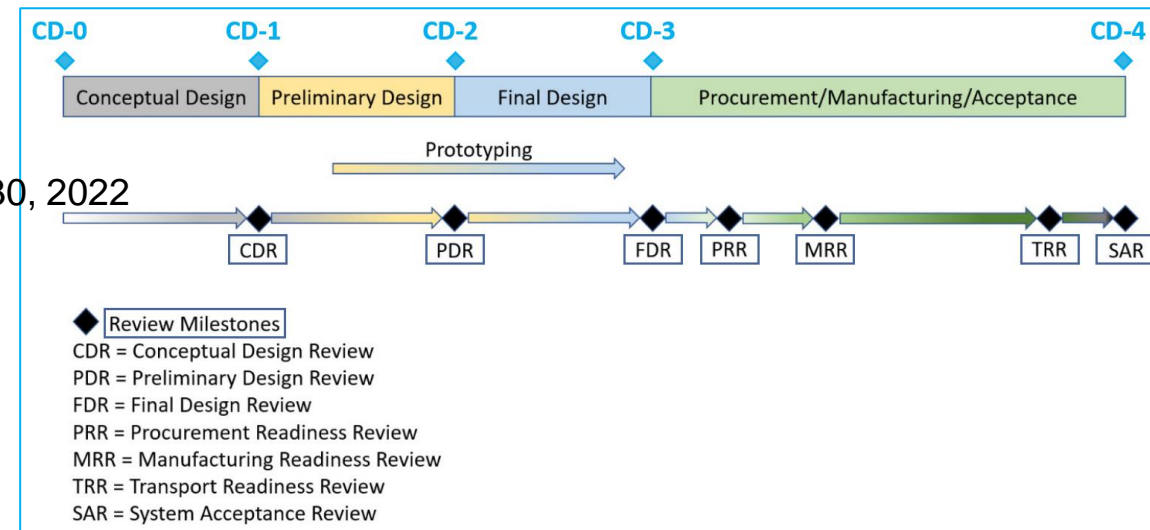 CD-0 CD-1 CD-2 CD-3 CD-4
Conceptual Design Preliminary Design Final Design Procurement/Manufacturing/Acceptance
Prototyping
30, 2022
CDR PDR FDR PRR MRR TRR SAR
Review Milestones
CDR = Conceptual Design Review
PDR = Preliminary Design Review
FDR = Final Design Review
PRR = Procurement Readiness Review
MRR = Manufacturing Readiness Review
TRR = Transport Readiness Review
SAR = System Acceptance Review